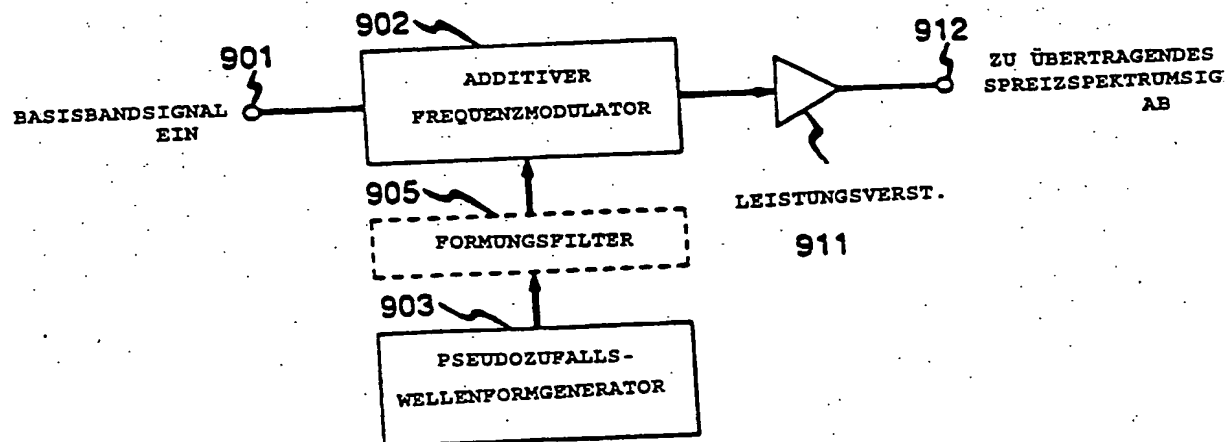 902
912
901
ADDITIVER
FREQUENZMODULATOR
ZU ÜBERTRAGENDES
SPREIZSPEKTRUMSIG
AB
BASISBANDSIGNAL
EIN
905
LEISTUNGSVERST.
911
FORMUNGSFILTER
903
PSEUDOZUFALLS-
WELLENFORMGENERATOR